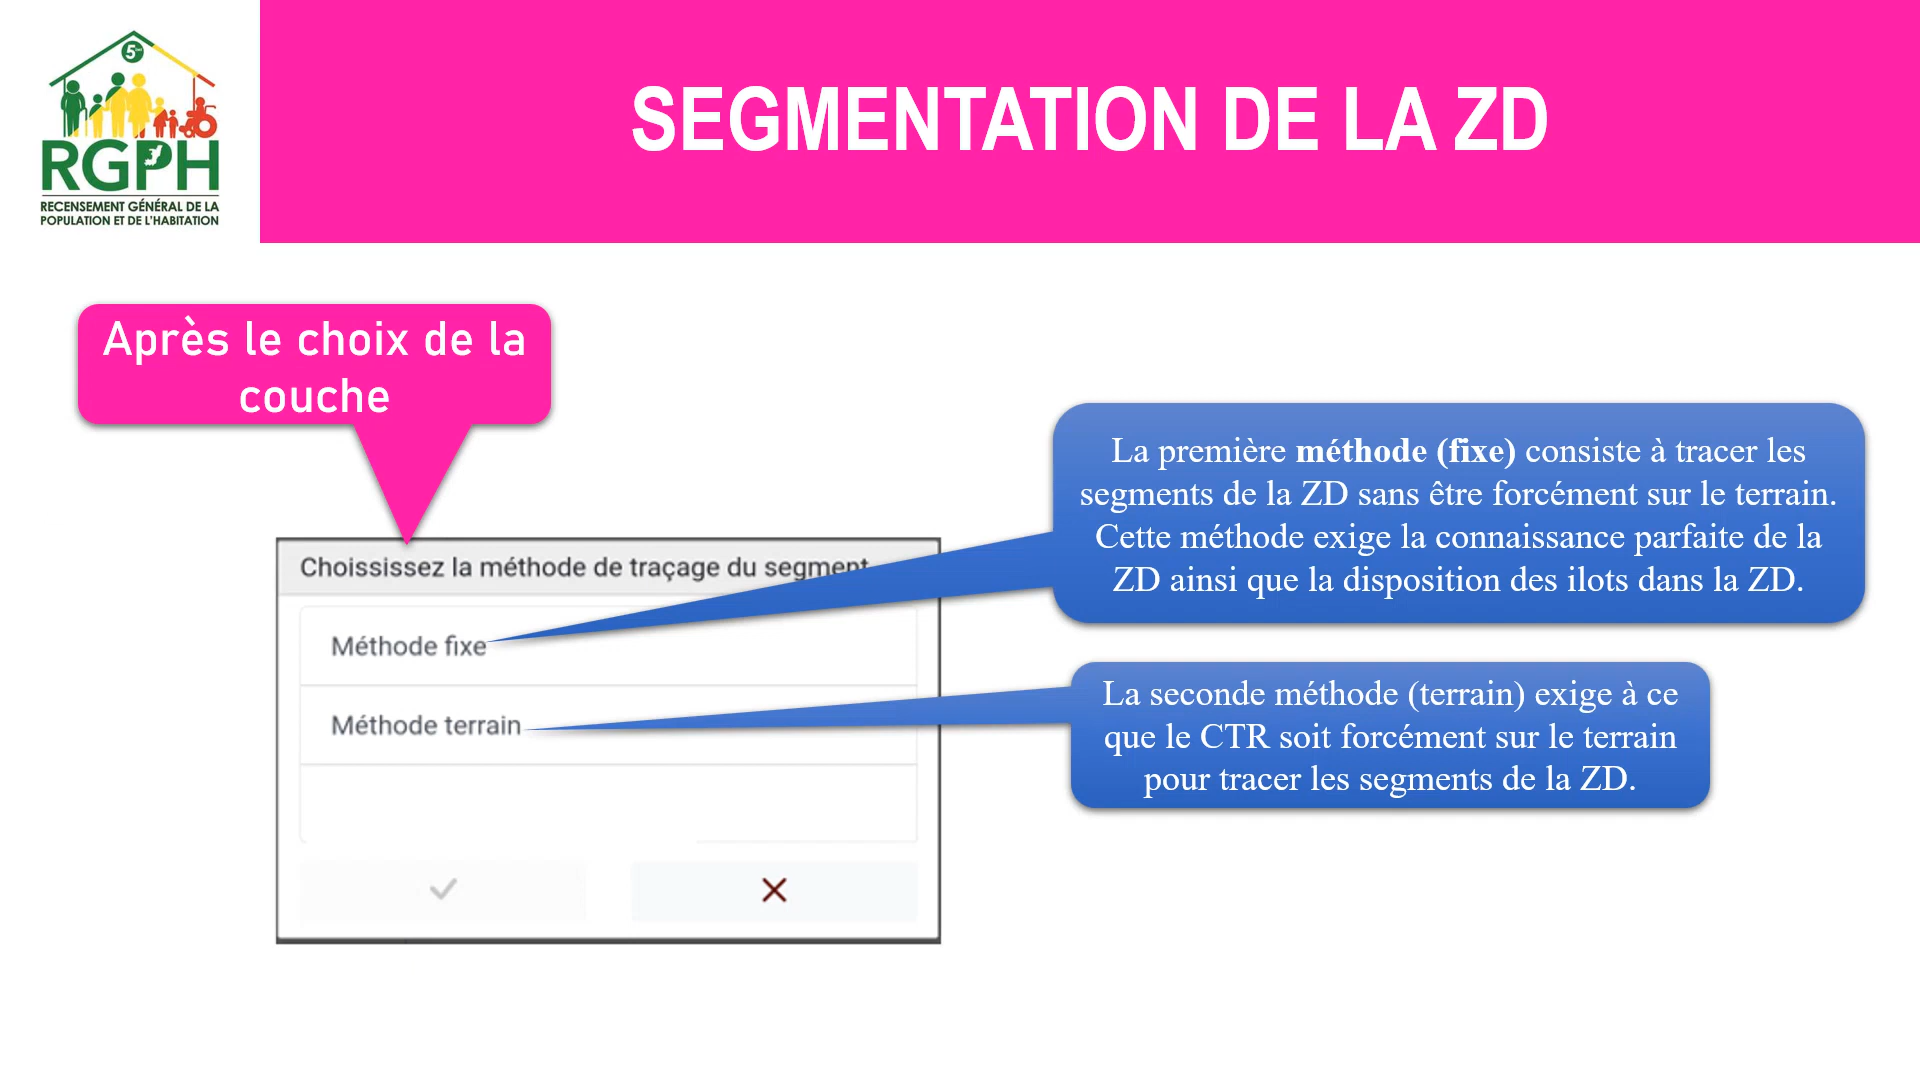 5
RGPH
RECENSEMENT GÉNÉRAL DE LA
POPULATION ET DE L'HABITATION
SEGMENTATION DE LA ZD
Après le choix de la
couche
Choississez la méthode de traçage du segment
Méthode fixe
Méthode terrain
La première méthode (fixe) consiste à tracer les
segments de la ZD sans être forcément sur le terrain.
Cette méthode exige la connaissance parfaite de la
ZD ainsi que la disposition des ilots dans la ZD.
La seconde méthode (terrain) exige à ce
que le CTR soit forcément sur le terrain
pour tracer les segments de la ZD.